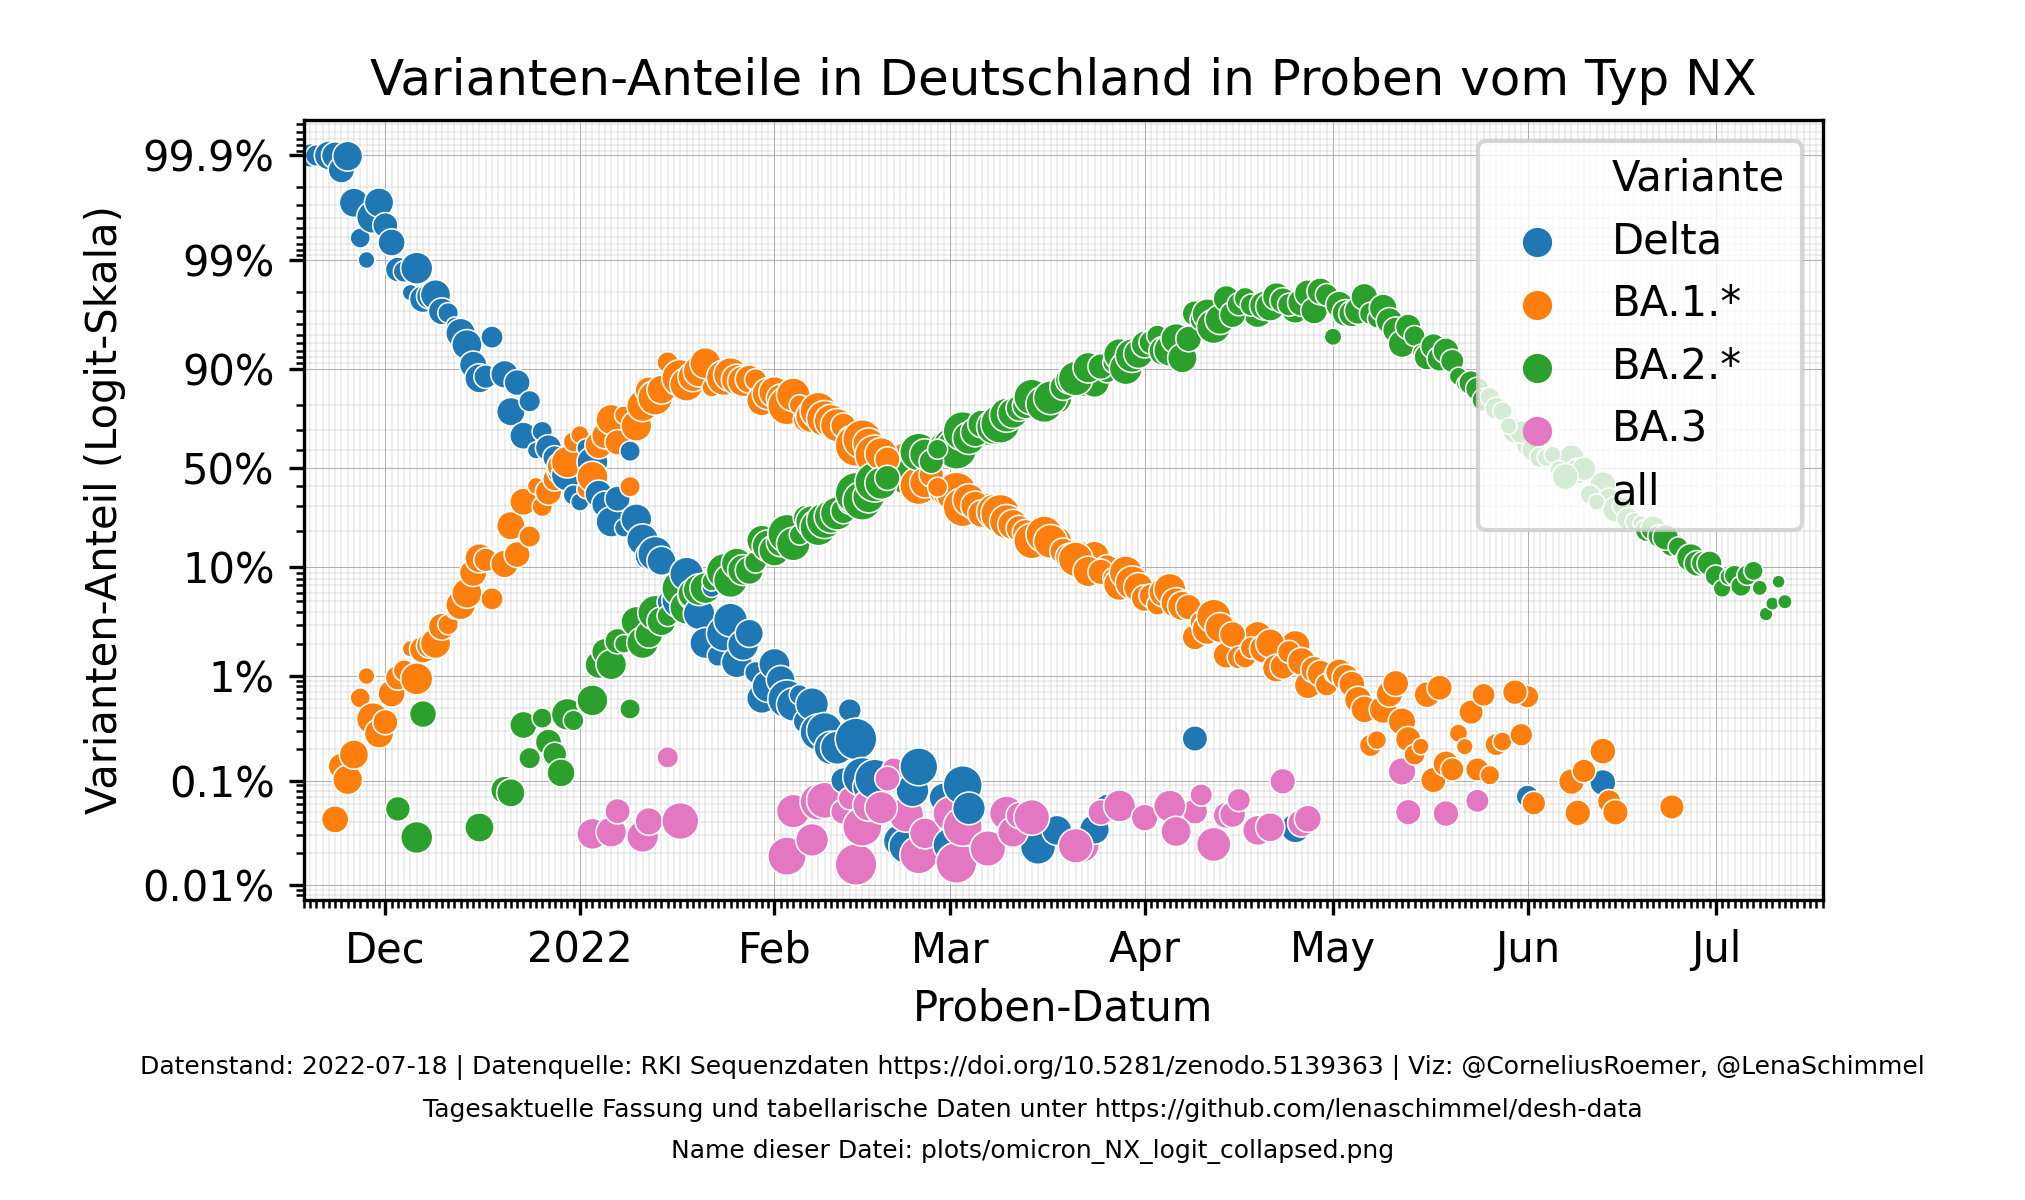 Varianten-Anteile in Deutschland in Proben vom Typ NX
Varianten-Anteil (Logit-Skala)
99.9%
99%
90%
50%
10%
1%
0.1%
0.01%
Variante
Delta
BA.1.*
BA.2.*
BA.3
all
Dec 2022 Feb Mar Apr May Jun Jul
Proben-Datum
Datenstand: 2022-07-18 | Datenquelle: RKI Sequenzdaten https://doi.org/10.5281/zenodo.5139363 | Viz: @CorneliusRoemer, @LenaSchimmel
Tagesaktuelle Fassung und tabellarische Daten unter https://github.com/lenaschimmel/desh-data
Name dieser Datei: plots/omicron_NX_logit_collapsed.png